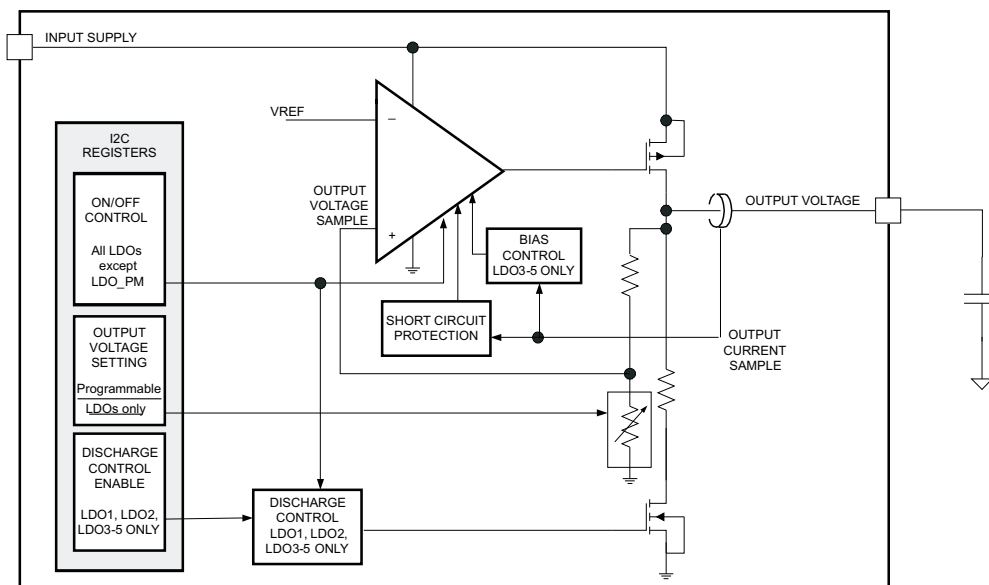 INPUT SUPPLY
VREF
−
I2C
REGISTERS
ON/OFF
CONTROL
All LDOs
except
LDO_PM
OUTPUT
VOLTAGE
SAMPLE
+
OUTPUT VOLTAGE
BIAS
CONTROL
LDO3-5 ONLY
SHORT CIRCUIT
PROTECTION
OUTPUT
CURRENT
SAMPLE
OUTPUT
VOLTAGE
SETTING
Programmable
LDOs only
DISCHARGE
CONTROL
ENABLE
LDO1, LDO2,
LDO3-5 ONLY
DISCHARGE
CONTROL
LDO1, LDO2,
LDO3-5 ONLY